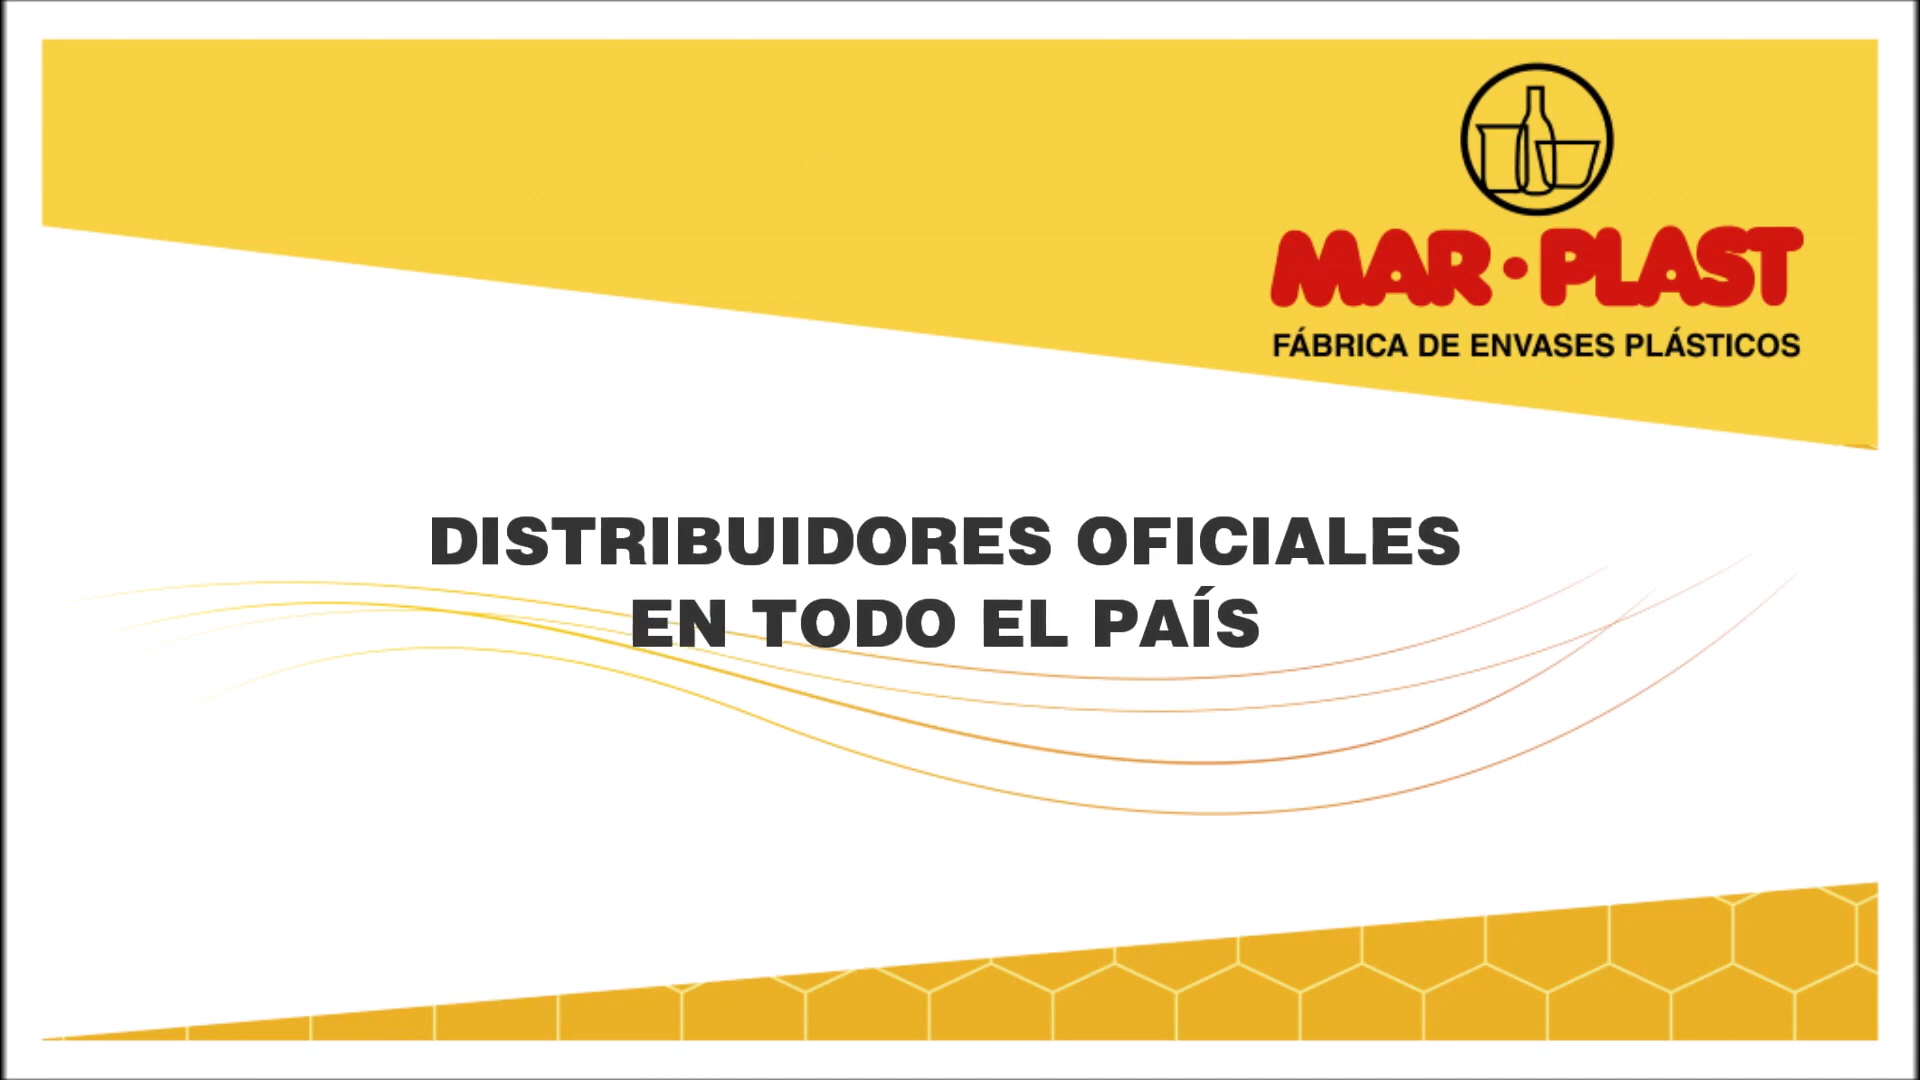 MAR·PLAST
FÁBRICA DE ENVASES PLÁSTICOS
DISTRIBUIDORES OFICIALES
EN TODO EL PAÍS